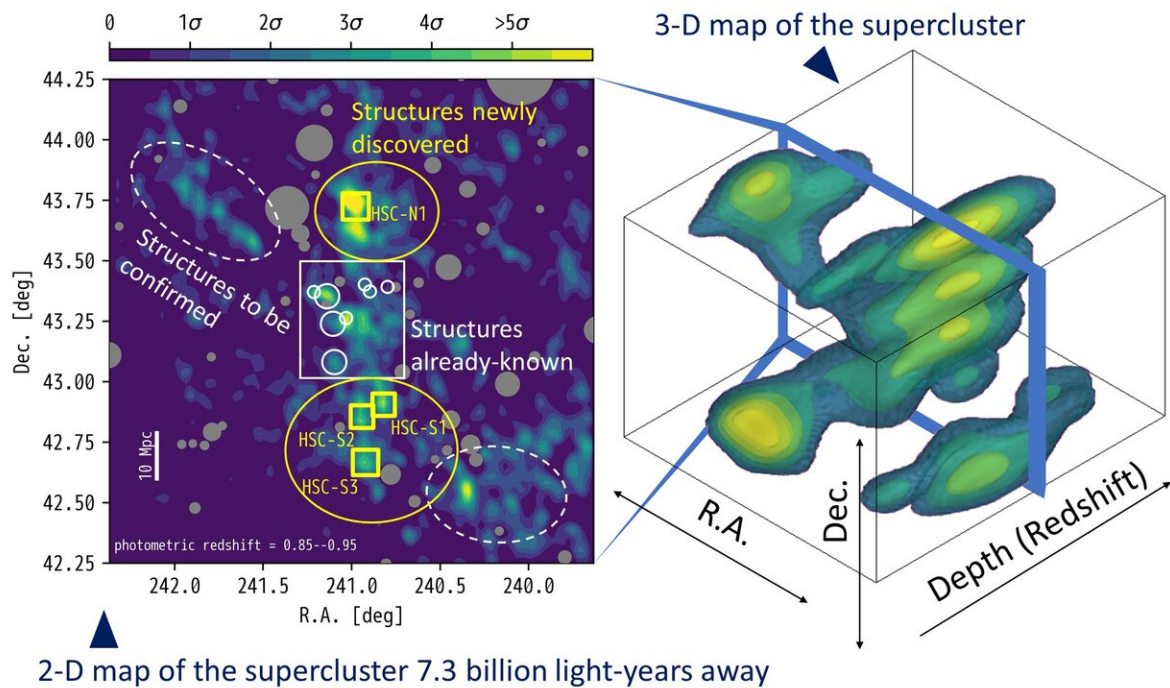 0 1σ 2σ 3σ 4σ >5σ
3-D map of the supercluster
44.25
44.00
43.75
43.50
43.25
43.00
42.75
42.50
42.25
Dec. [deg]
Structures newly
discovered
HSC-N1
Structures to be
confirmed
Structures
already-known
HSC-S1
HSC-S2
HSC-S3
10 Mpc
photometric redshift = 0.85--0.95
242.0 241.5 241.0 240.5 240.0
R.A. [deg]
R.A.
Dec.
Depth (Redshift)
2-D map of the supercluster 7.3 billion light-years away